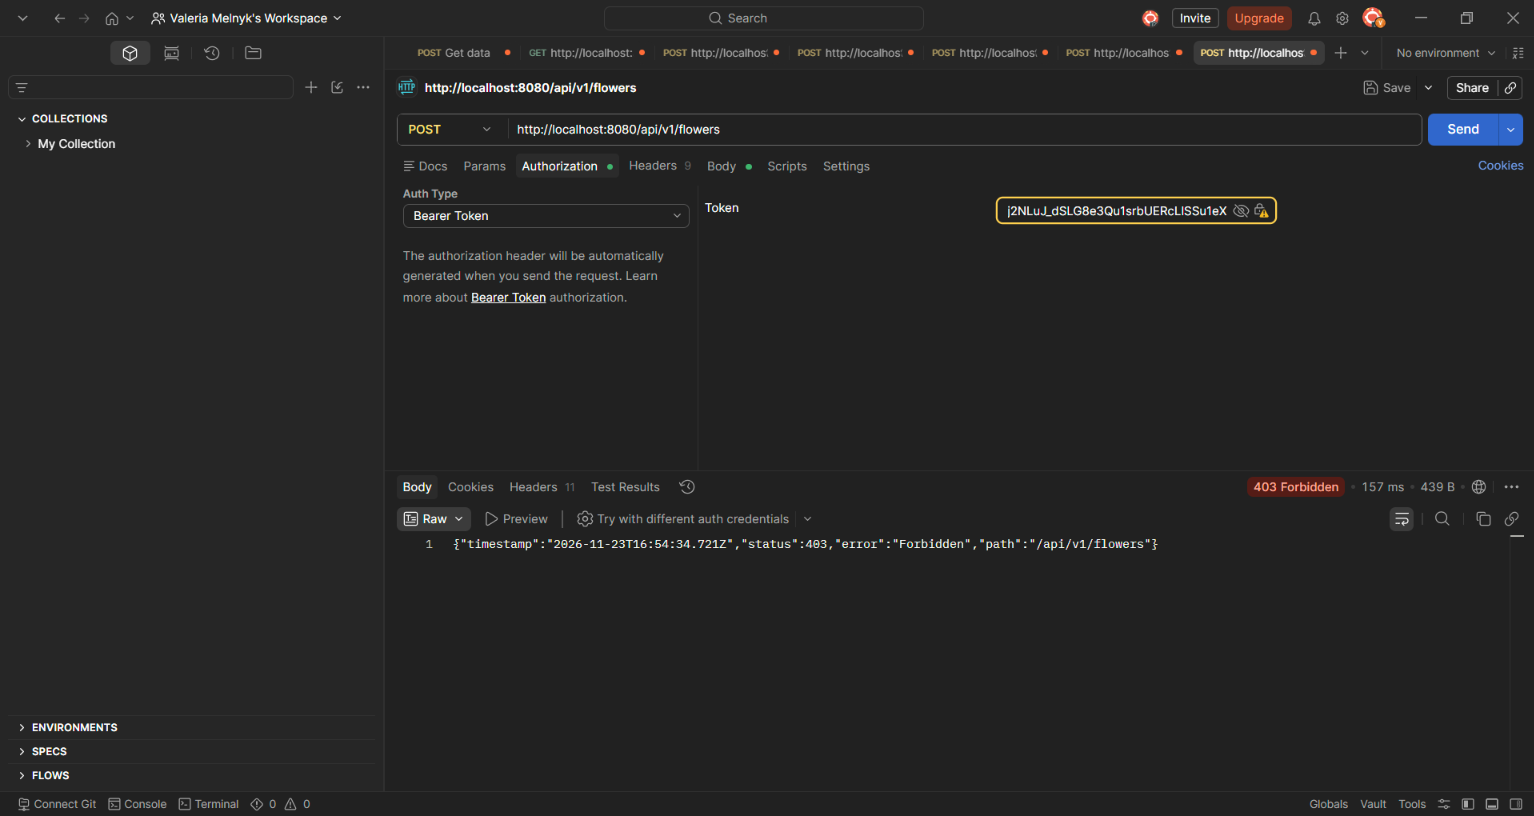 Valeria Melnyk's Workspace
Search
Invite
Upgrade
POST Get data
GET http://localhost:
POST http://localhos
POST http://localhos
POST http://localhos
POST http://localhos
POST http://localhos
No environment
HTTP http://localhost:8080/api/v1/flowers
Save
Share
COLLECTIONS
My Collection
POST
http://localhost:8080/api/v1/flowers
Send
Docs
Params
Authorization
Headers 9
Body
Scripts
Settings
Cookies
Auth Type
Bearer Token
Token
j2NLuJ_dSLG8e3Qu1srbUERcLISSu1eX
The authorization header will be automatically
generated when you send the request. Learn
more about Bearer Token authorization.
Body
Cookies
Headers 11
Test Results
403 Forbidden
157 ms
439 B
Raw
Preview
Try with different auth credentials
1 {"timestamp":"2026-11-23T16:54:34.721Z","status":403,"error":"Forbidden","path":"/api/v1/flowers"}
ENVIRONMENTS
SPECS
FLOWS
Connect Git
Console
Terminal
0
0
Globals
Vault
Tools